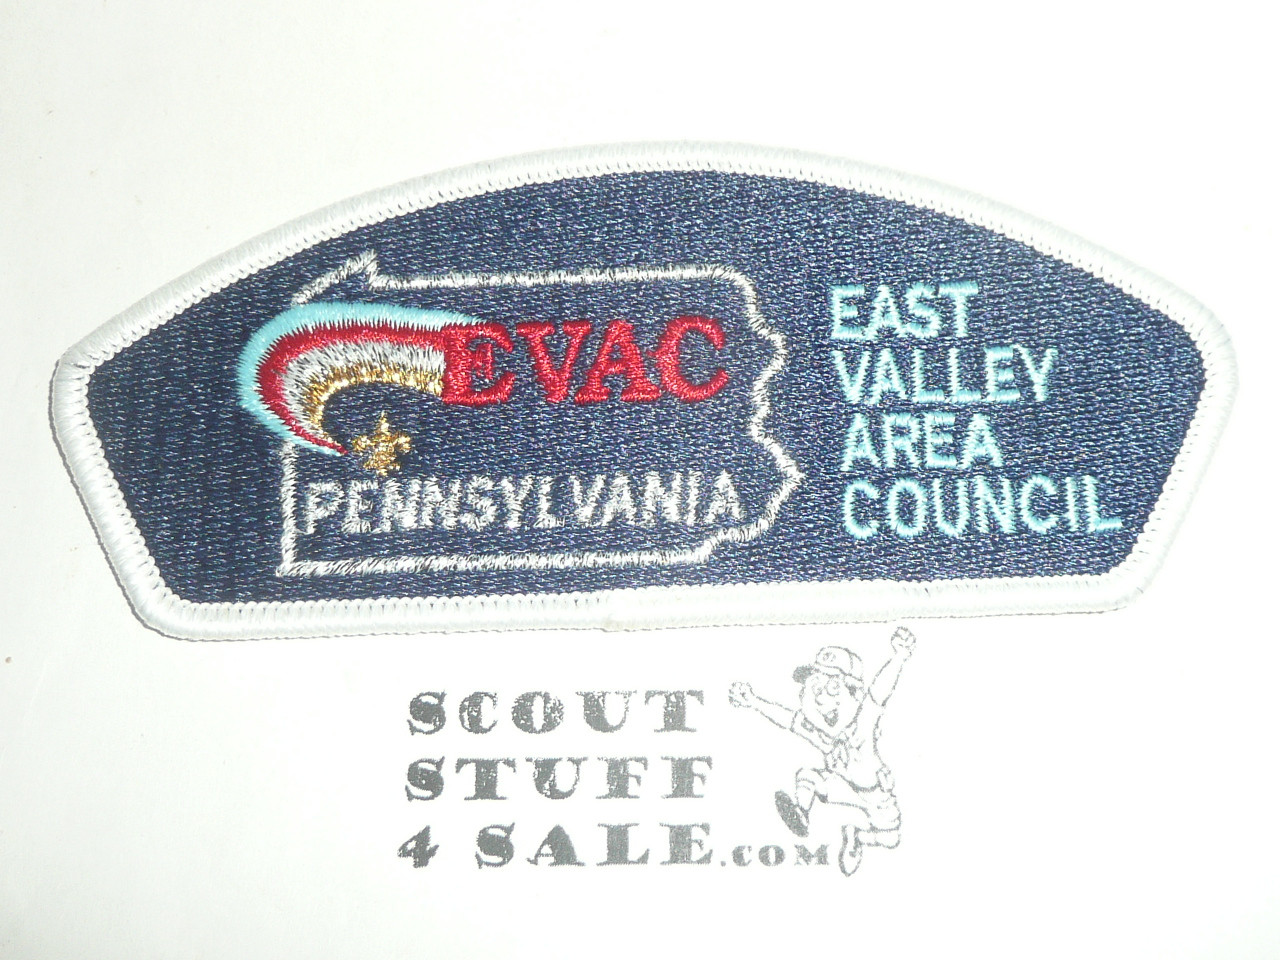 EVAC
PENNSYLVANIA
EAST
VALLEY
AREA
COUNCIL
SCOUT
STUFF
4 SALE.COM